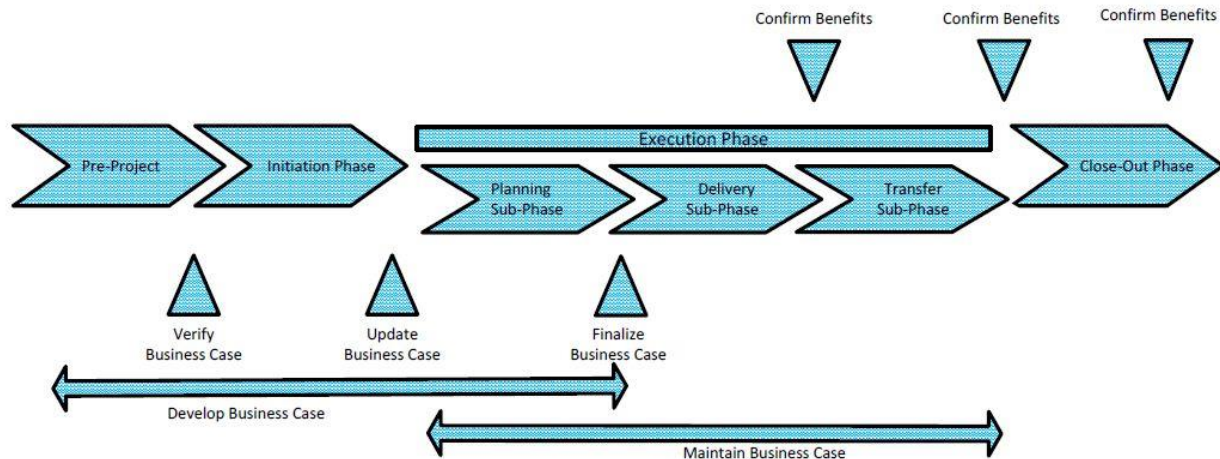 Confirm Benefits
Confirm Benefits
Confirm Benefits
Execution Phase
Pre-Project
Initiation Phase
Close-Out Phase
Planning
Sub-Phase
Delivery
Sub-Phase
Transfer
Sub-Phase
Verify
Business Case
Update
Business Case
Finalize
Business Case
Develop Business Case
Maintain Business Case